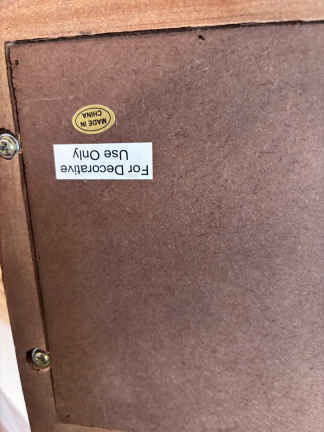 For Decorative
Use Only
MADE IN
CHINA